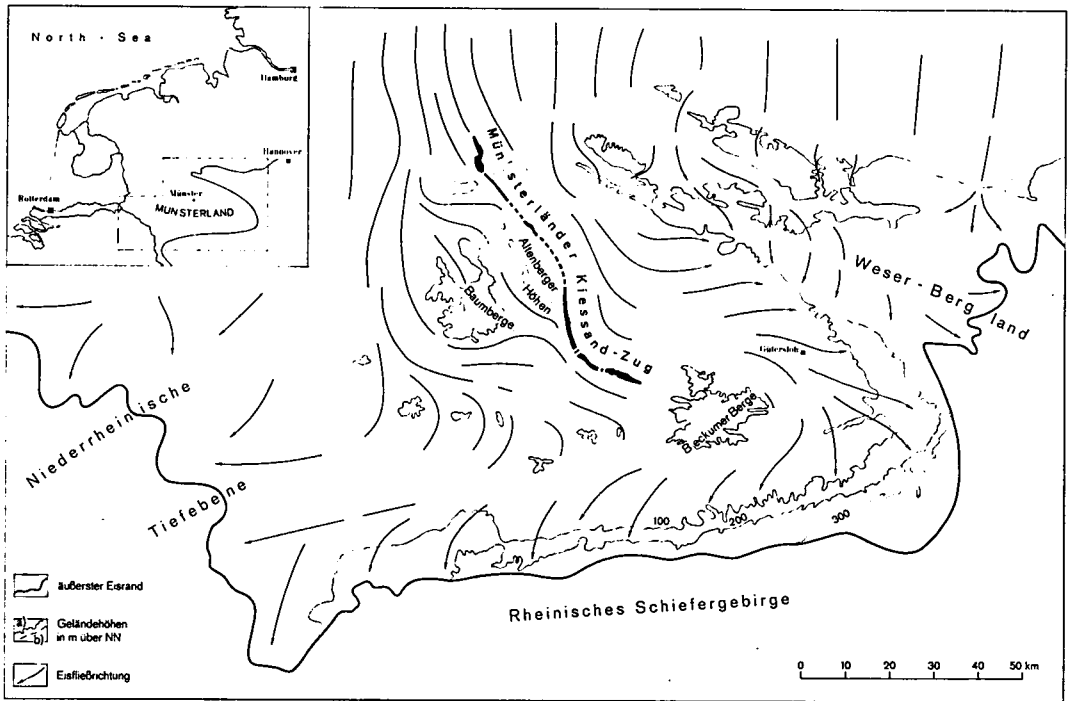 North - Sea
Hamburg
Hannover
Rotterdam
Münster
MÜNSTERLAND
Münsterländer Kiessand-Zug
Altenberger
Höhen
Baumberge
Weser-Bergland
Gütersloh
Beckumer Berge
Niederrheinische
Tiefebene
100
200
300
Rheinisches Schiefergebirge
äußerster Eisrand
a)
b)
Geländehöhen
in m über NN
Eisfließrichtung
0 10 20 30 40 50 km